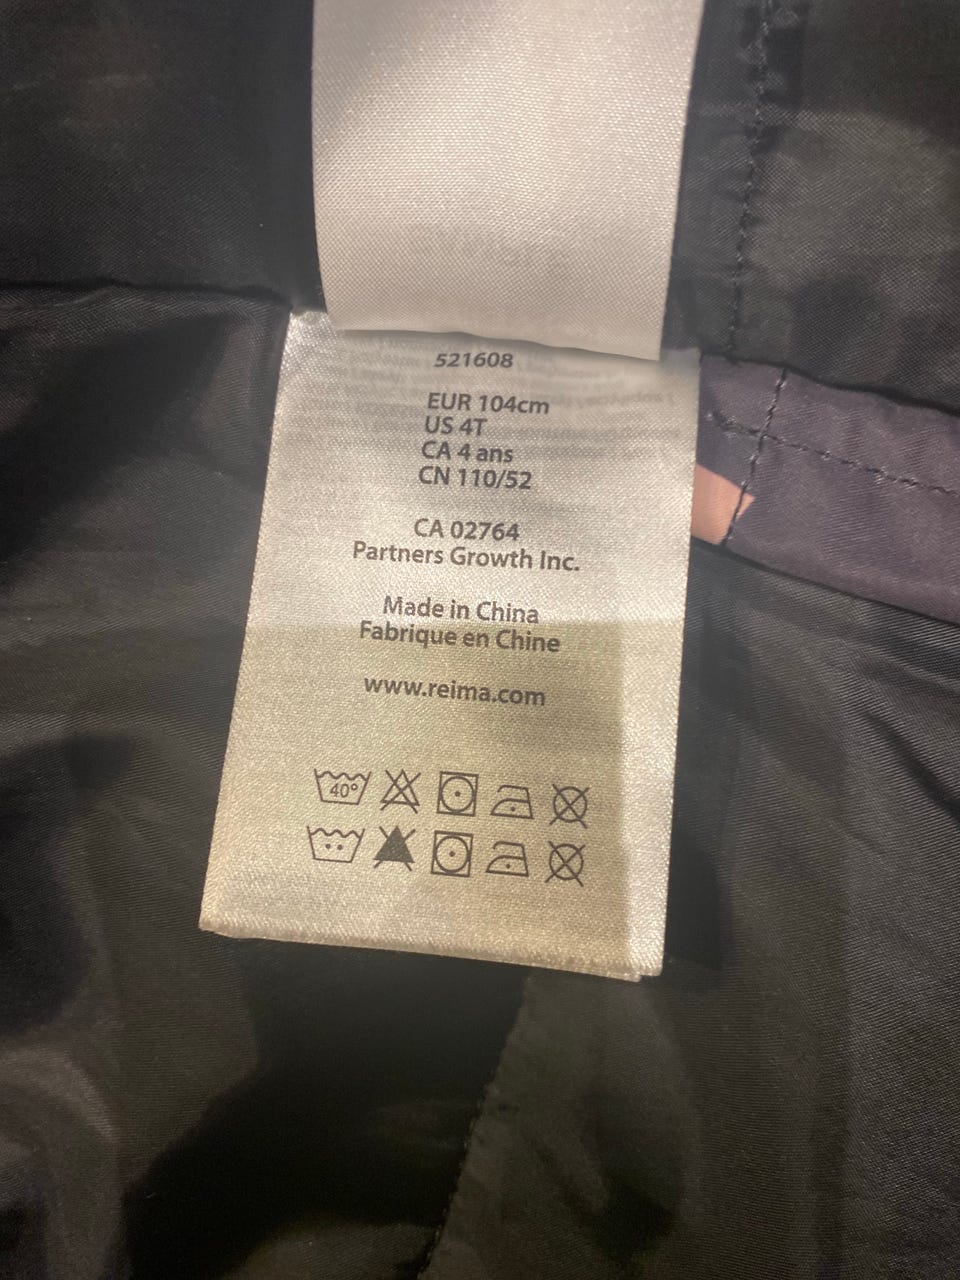 521608
EUR 104cm
US 4T
CA 4 ans
CN 110/52
CA 02764
Partners Growth Inc.
Made in China
Fabrique en Chine
www.reima.com
40°